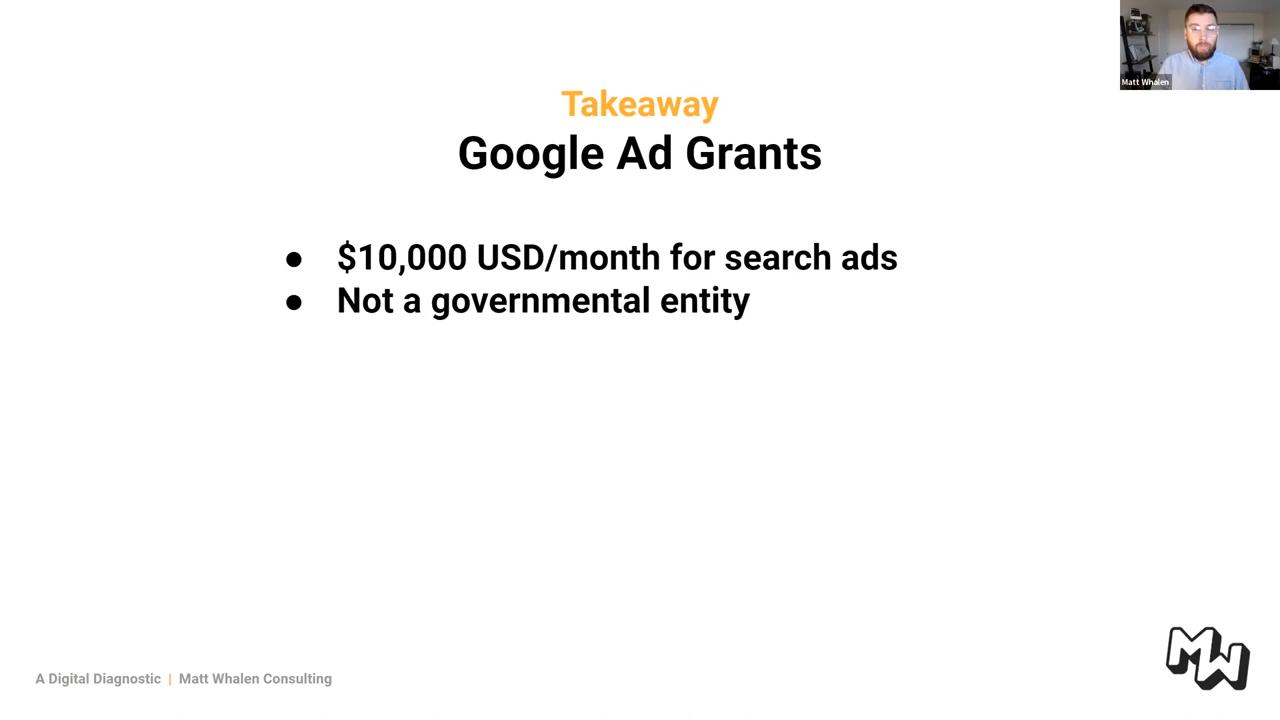 Matt Whalen
Takeaway
Google Ad Grants
● $10,000 USD/month for search ads
● Not a governmental entity
A Digital Diagnostic | Matt Whalen Consulting
MW